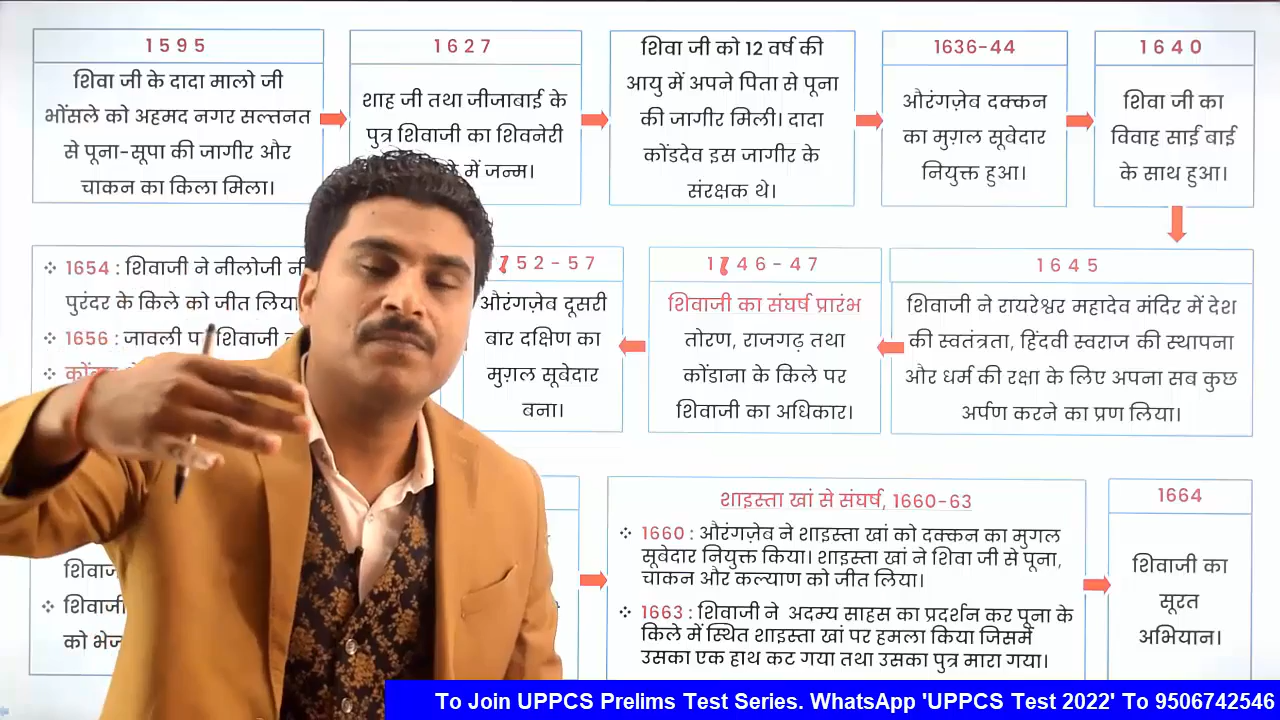 1595
शिवा जी के दादा मालो जी
भोंसले को अहमद नगर सल्तनत
से पूना-सूपा की जागीर और
चाकन का किला मिला।
1627
शाह जी तथा जीजाबाई के
पुत्र शिवाजी का शिवनेरी
में जन्म।
शिवा जी को 12 वर्ष की
आयु में अपने पिता से पूना
की जागीर मिली। दादा
कोंडदेव इस जागीर के
संरक्षक थे।
1636-44
औरंगज़ेब दक्कन
का मुग़ल सूवेदार
नियुक्त हुआ।
1640
शिवा जी का
विवाह साई बाई
के साथ हुआ।
1645
शिवाजी ने रायरेश्वर महादेव मंदिर में देश
की स्वतंत्रता, हिंदवी स्वराज की स्थापना
और धर्म की रक्षा के लिए अपना सब कुछ
अर्पण करने का प्रण लिया।
46-47
शिवाजी का संघर्ष प्रारंभ
तोरण, राजगढ़ तथा
कोंडाना के किले पर
शिवाजी का अधिकार।
52-57
औरंगज़ेब दूसरी
बार दक्षिण का
मुग़ल सूवेदार
बना।
❖ 1654 : शिवाजी ने नीलोजी
पुरंदर के किले को जीत लिया
❖ 1656 : जावली शिवाजी
शिवाज
❖ शिवाजी
को भेज
शाइस्ता खां से संघर्ष, 1660-63
❖ 1660 : औरंगज़ेब ने शाइस्ता खां को दक्कन का मुगल
सूवेदार नियुक्त किया। शाइस्ता खां ने शिवा जी से पूना,
चाकन और कल्याण को जीत लिया।
❖ 1663 : शिवाजी ने अदम्य साहस का प्रदर्शन कर पूना के
किले में स्थित शाइस्ता खां पर हमला किया जिसमें
उसका एक हाथ कट गया तथा उसका पुत्र मारा गया।
1664
शिवाजी का
सूरत
अभियान।
To Join UPPCS Prelims Test Series. WhatsApp 'UPPCS Test 2022' To 9506742546